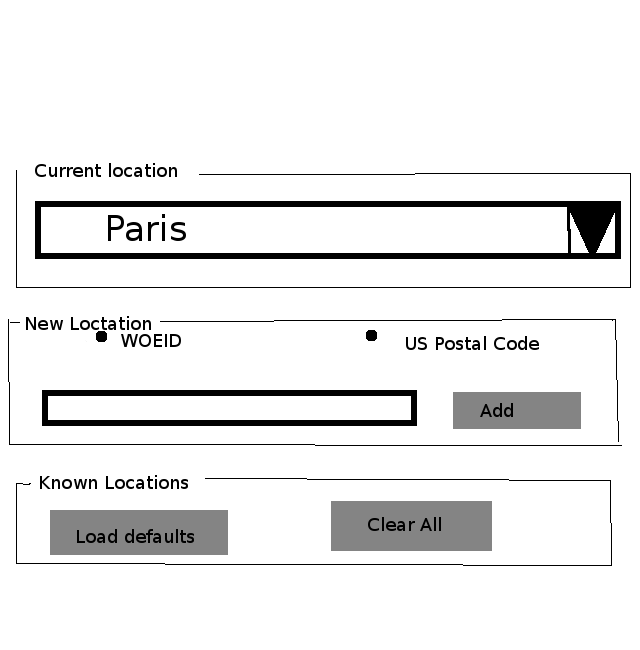 Current location
Paris
New Loctation
WOEID
US Postal Code
Add
Known Locations
Load defaults
Clear All